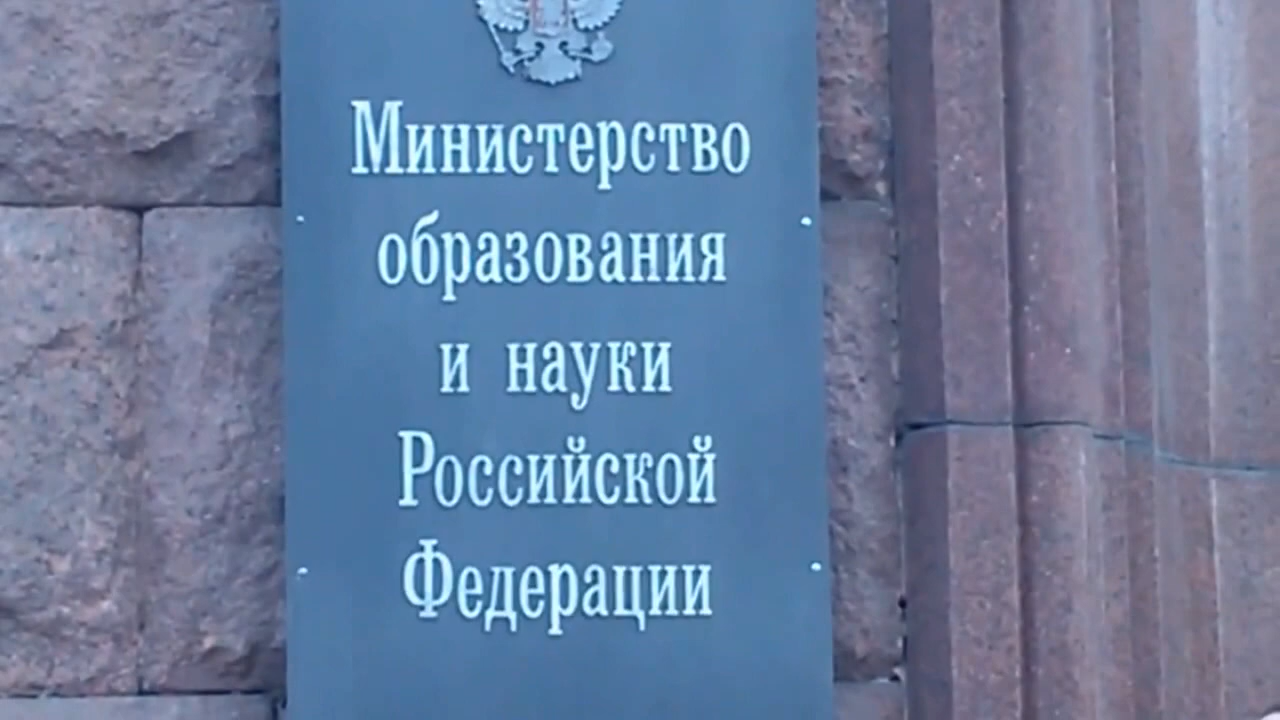 Министерство
образования
и науки
Российской
Федерации